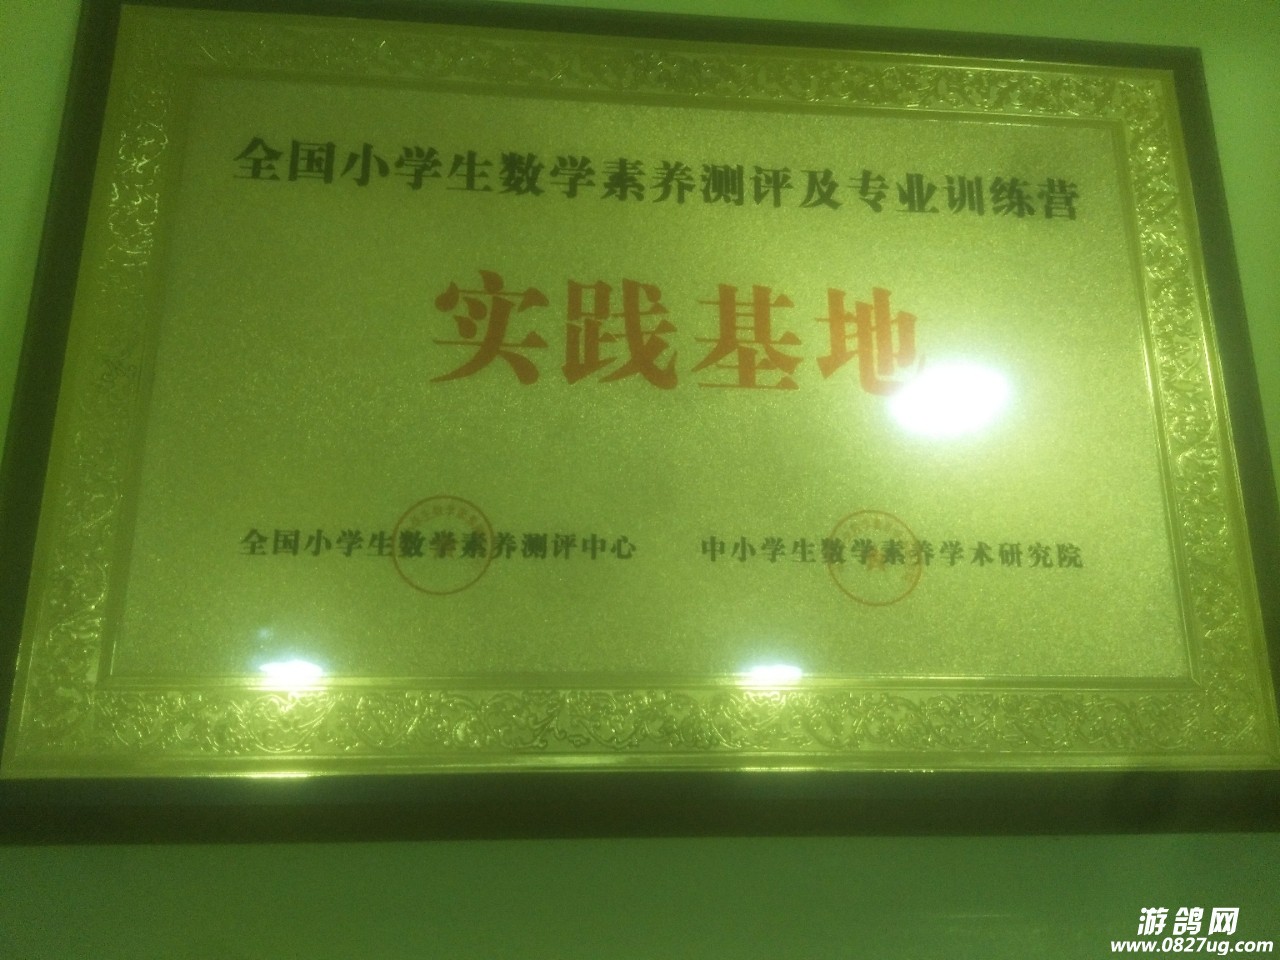 全国小学生数学素养测评及专业训练营
实践基地
全国小学生数学素养测评中心 中小学生数学素养学术研究院
游鸽网
www.0827ug.com